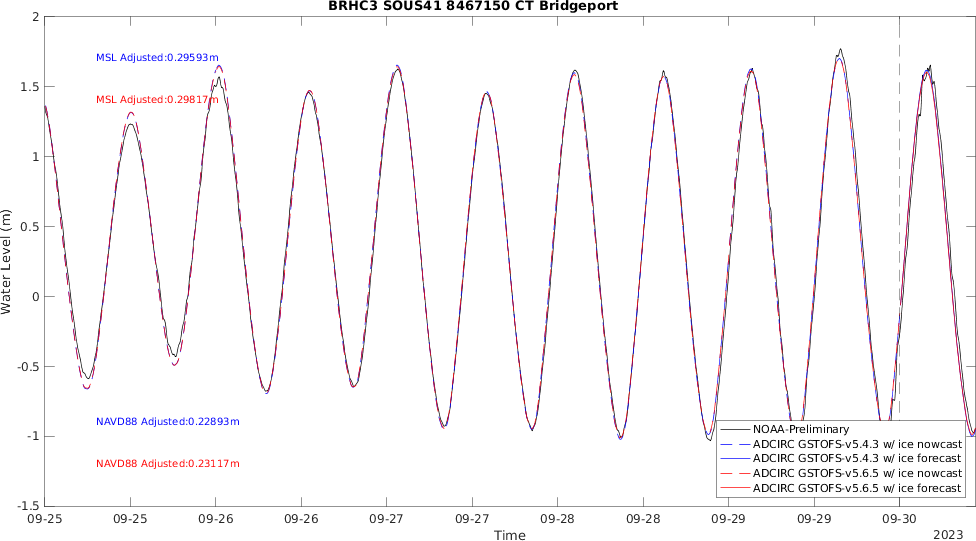 BRHC3 SOUS41 8467150 CT Bridgeport
2
1.5
1
0.5
0
-0.5
-1
-1.5
Water Level (m)
MSL Adjusted:0.29593m
MSL Adjusted:0.29817m
NAVD88 Adjusted:0.22893m
NAVD88 Adjusted:0.23117m
NOAA-Preliminary
ADCIRC GSTOFS-v5.4.3 w/ ice nowcast
ADCIRC GSTOFS-v5.4.3 w/ ice forecast
ADCIRC GSTOFS-v5.6.5 w/ ice nowcast
ADCIRC GSTOFS-v5.6.5 w/ ice forecast
09-25 09-25 09-26 09-26 09-27 09-27 09-28 09-28 09-29 09-29 09-30
Time
2023